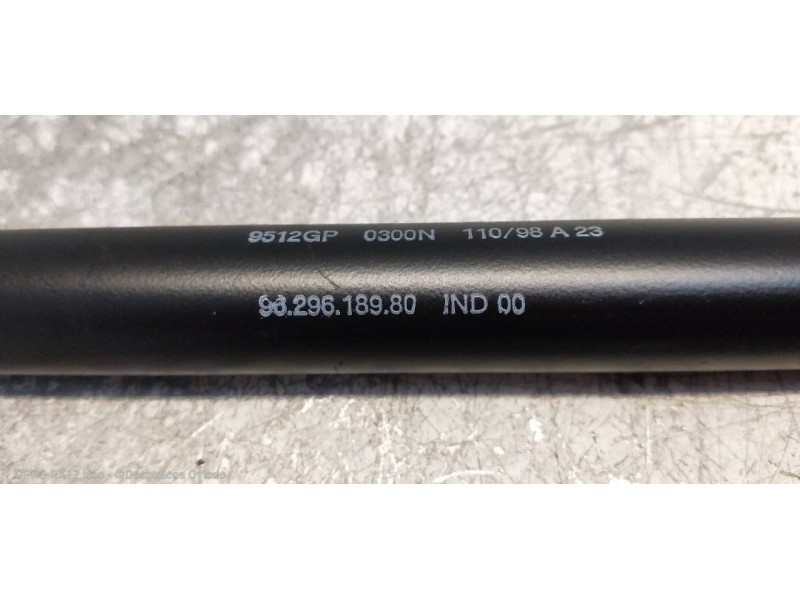 9512GP 0300N 110/98 A 23
96.296.189.80 IND 00